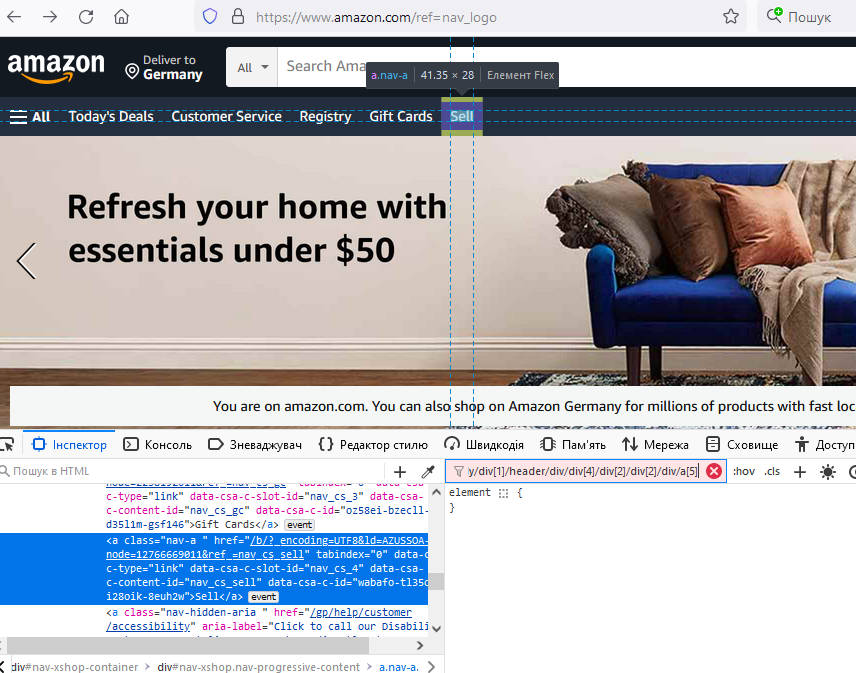 https://www.amazon.com/ref=nav_logo
Пошук
amazon
Deliver to
Germany
All
Search Ama
a.nav-a 41.35 × 28 Елемент Flex
All Today's Deals Customer Service Registry Gift Cards Sell
Refresh your home with
essentials under $50
You are on amazon.com. You can also shop on Amazon Germany for millions of products with fast loc
Інспектор Консоль Зневаджувач Редактор стилю Швидкодія Пам'ять Мережа Сховище Доступ
Пошук в HTML
y/div[1]/header/div/div[4]/div[2]/div[2]/div/a[5]
:hov .cls
c-type="link" data-csa-c-slot-id="nav_cs_3" data-csa-
c-content-id="nav_cs_gc" data-csa-c-id="oz58ei-bzecll-
d35l1m-gsf146">Gift Cards</a> event
<a class="nav-a " href="/b/?_encoding=UTF8&ld=AZUSSOA-
node=12766669011&ref_=nav_cs_sell" tabindex="0" data-c
c-type="link" data-csa-c-slot-id="nav_cs_4" data-csa-
c-content-id="nav_cs_sell" data-csa-c-id="wabafo-tl35d
i28oik-8euh2w">Sell</a> event
<a class="nav-hidden-aria " href="/gp/help/customer
/accessibility" aria-label="Click to call our Disabili
element {
}
div#nav-xshop-container div#nav-xshop.nav-progressive-content a.nav-a.